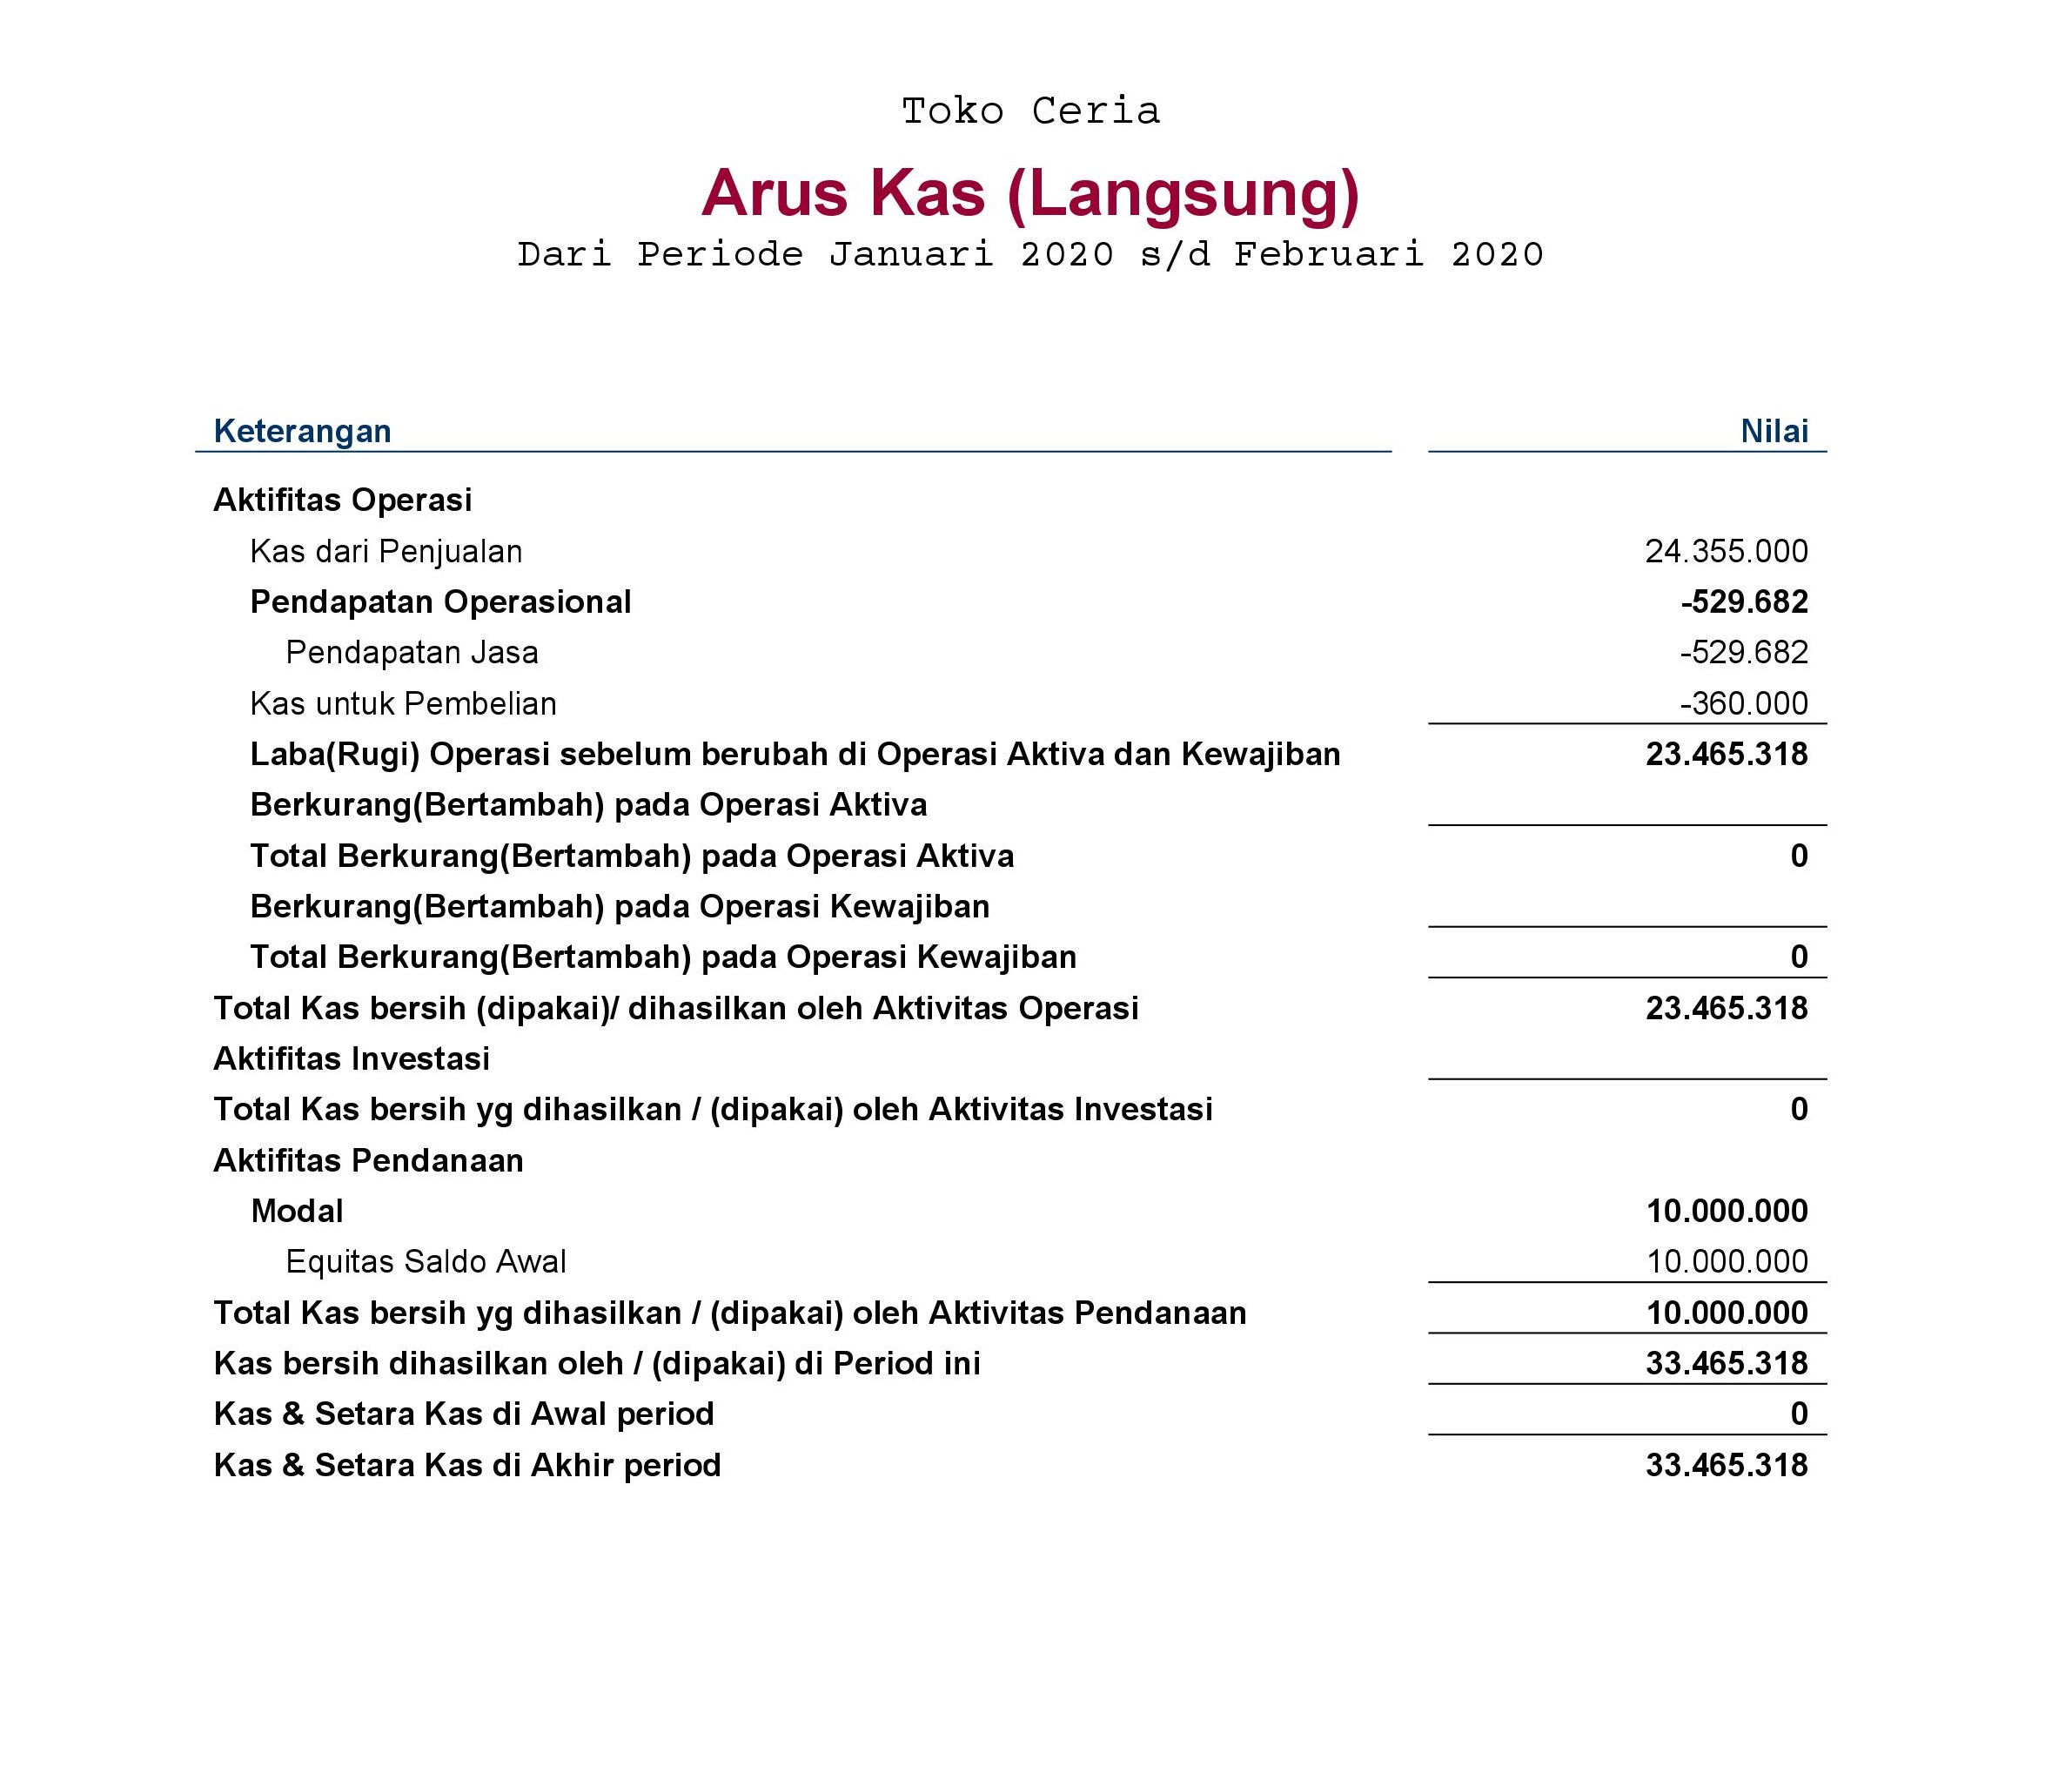 Toko Ceria
Arus Kas (Langsung)
Dari Periode Januari 2020 s/d Februari 2020
Keterangan Nilai
Aktifitas Operasi
Kas dari Penjualan 24.355.000
Pendapatan Operasional -529.682
Pendapatan Jasa -529.682
Kas untuk Pembelian -360.000
Laba(Rugi) Operasi sebelum berubah di Operasi Aktiva dan Kewajiban 23.465.318
Berkurang(Bertambah) pada Operasi Aktiva
Total Berkurang(Bertambah) pada Operasi Aktiva 0
Berkurang(Bertambah) pada Operasi Kewajiban
Total Berkurang(Bertambah) pada Operasi Kewajiban 0
Total Kas bersih (dipakai)/ dihasilkan oleh Aktivitas Operasi 23.465.318
Aktifitas Investasi
Total Kas bersih yg dihasilkan / (dipakai) oleh Aktivitas Investasi 0
Aktifitas Pendanaan
Modal 10.000.000
Equitas Saldo Awal 10.000.000
Total Kas bersih yg dihasilkan / (dipakai) oleh Aktivitas Pendanaan 10.000.000
Kas bersih dihasilkan oleh / (dipakai) di Period ini 33.465.318
Kas & Setara Kas di Awal period 0
Kas & Setara Kas di Akhir period 33.465.318